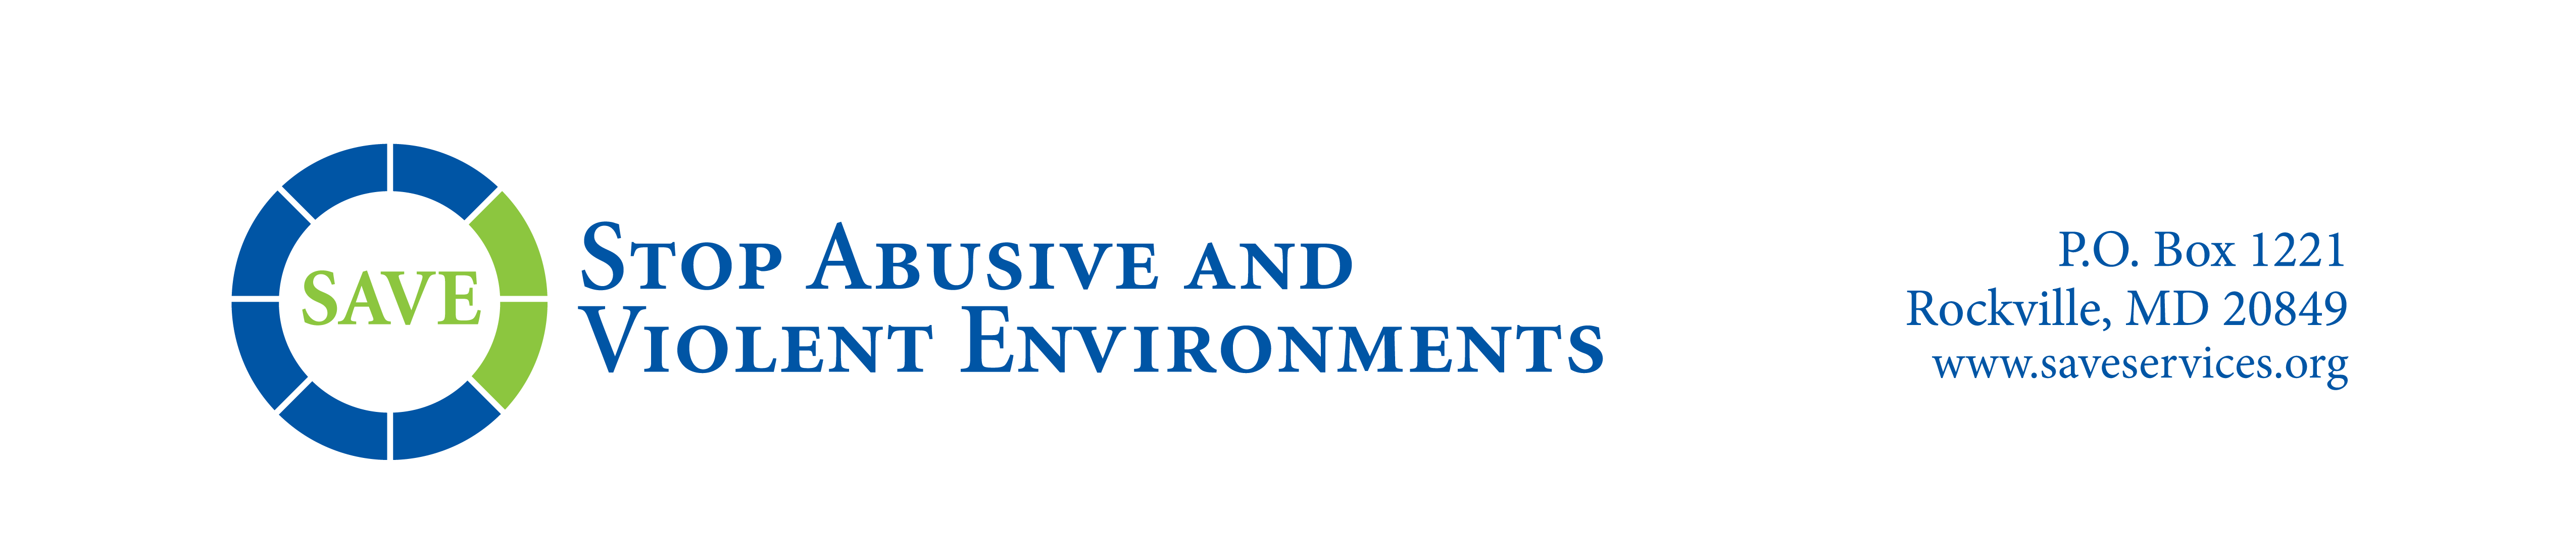 SAVE
Stop Abusive and
Violent Environments
P.O. Box 1221
Rockville, MD 20849
www.saveservices.org